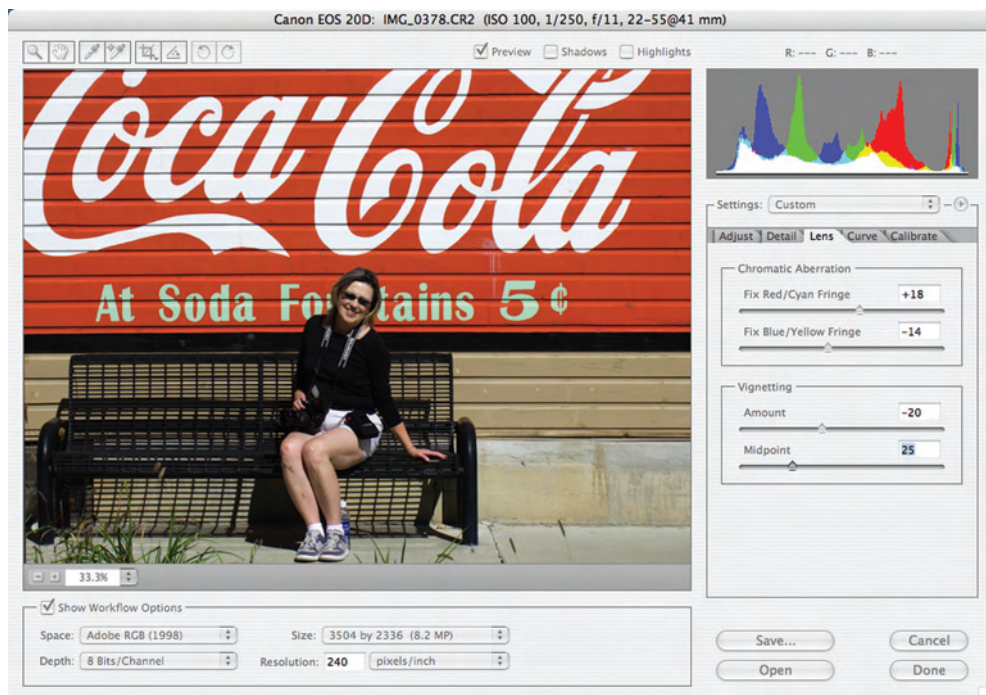 Canon EOS 20D: IMG_0378.CR2 (ISO 100, 1/250, f/11, 22-55@41 mm)
Preview Shadows Highlights
R: --- G: --- B: ---
Coca-Cola
At Soda Fo tains 5¢
Settings: Custom
Adjust Detail Lens Curve Calibrate
Chromatic Aberration
Fix Red/Cyan Fringe +18
Fix Blue/Yellow Fringe -14
Vignetting
Amount -20
Midpoint 25
33.3%
Show Workflow Options
Space: Adobe RGB (1998) Size: 3504 by 2336 (8.2 MP)
Depth: 8 Bits/Channel Resolution: 240 pixels/inch
Save... Cancel
Open Done